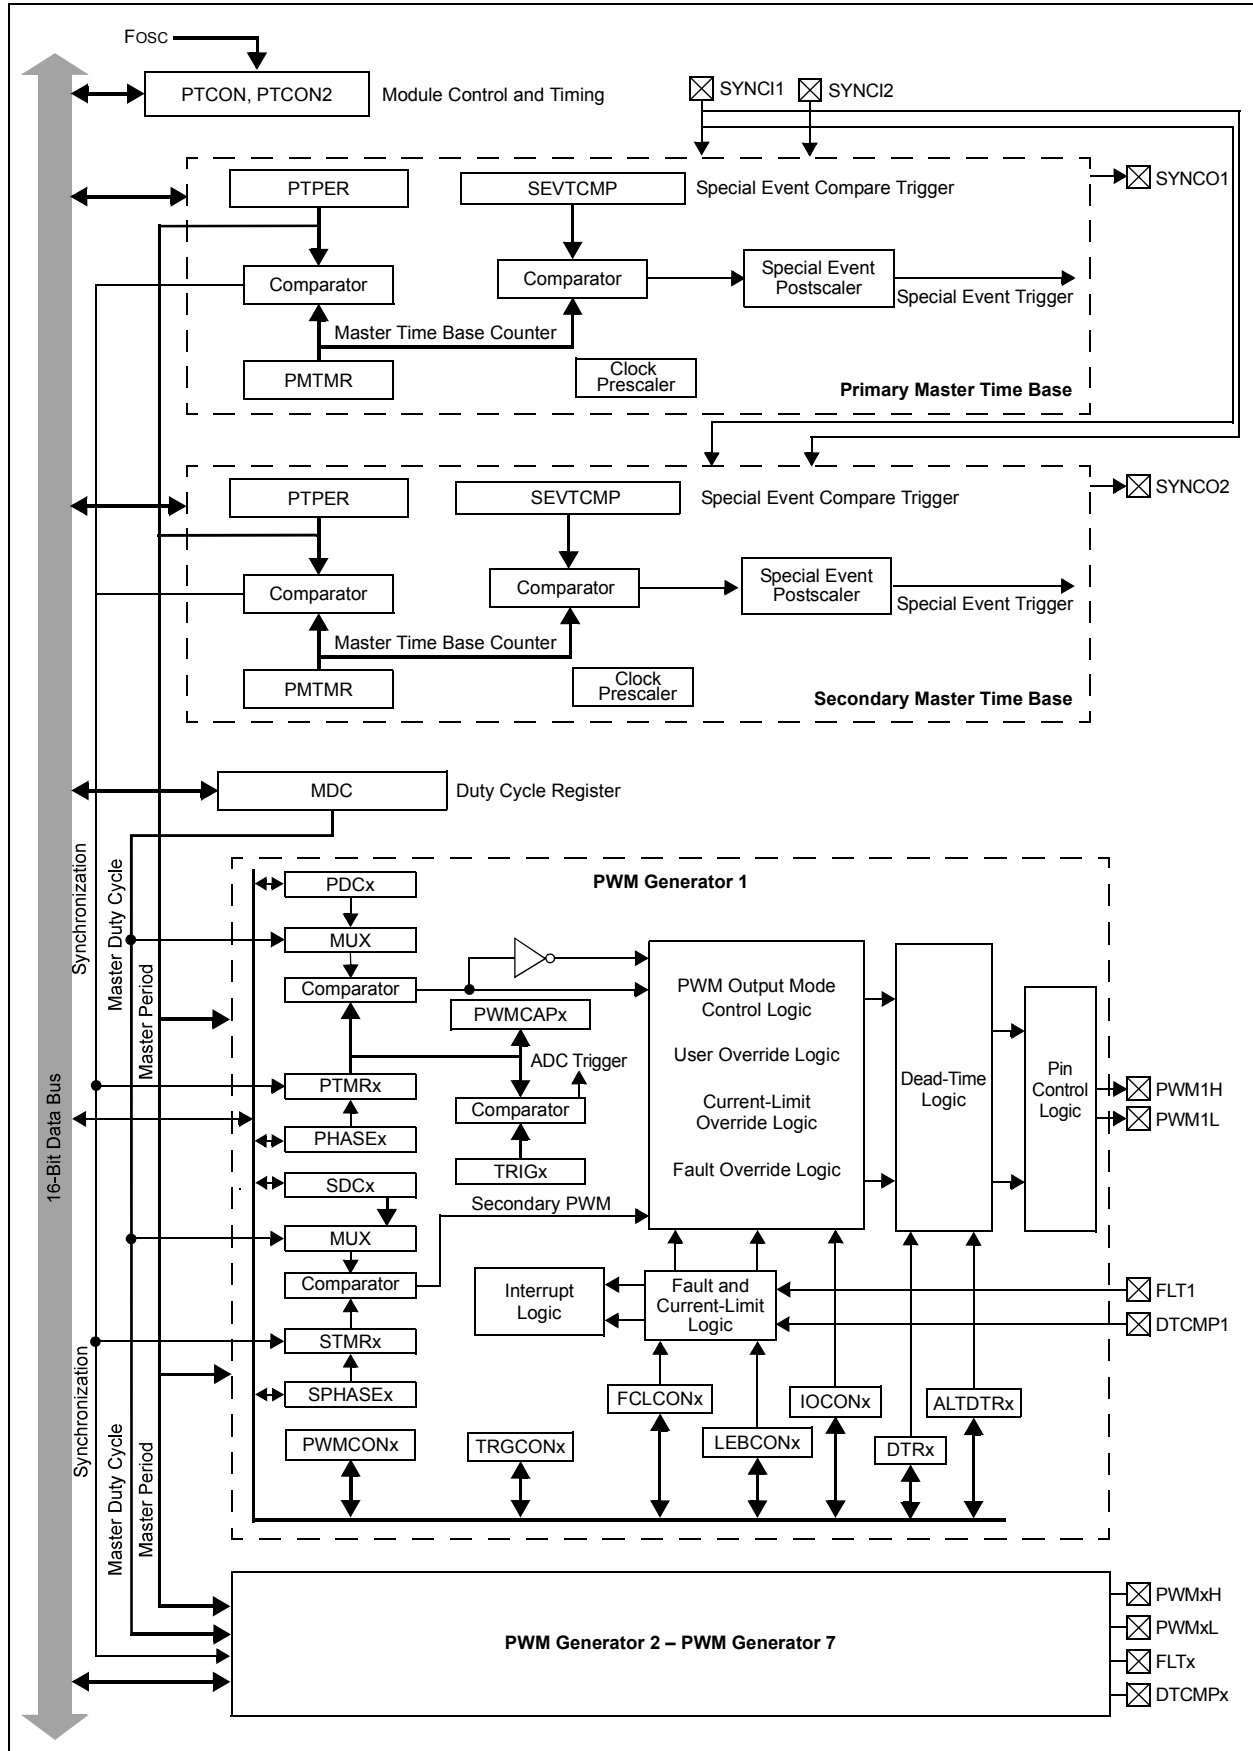 FOSC
PTCON, PTCON2
Module Control and Timing
SYNCI1
SYNCI2
PTPER
SEVTCMP
Special Event Compare Trigger
SYNCO1
Comparator
Comparator
Special Event
Postscaler
Special Event Trigger
Master Time Base Counter
PMTMR
Clock
Prescaler
Primary Master Time Base
PTPER
SEVTCMP
Special Event Compare Trigger
SYNCO2
Comparator
Comparator
Special Event
Postscaler
Special Event Trigger
Master Time Base Counter
PMTMR
Clock
Prescaler
Secondary Master Time Base
MDC
Duty Cycle Register
16-Bit Data Bus
Synchronization
Master Duty Cycle
Master Period
PWM Generator 1
PDCx
MUX
Comparator
PWMCAPx
ADC Trigger
PTMRx
Comparator
PHASEx
TRIGx
SDCx
Secondary PWM
MUX
Comparator
STMRx
SPHASEx
PWM Output Mode
Control Logic
User Override Logic
Current-Limit
Override Logic
Fault Override Logic
Dead-Time
Logic
Pin
Control
Logic
PWM1H
PWM1L
Interrupt
Logic
Fault and
Current-Limit
Logic
FLT1
DTCMP1
FCLCONx
IOCONx
ALTDTRx
PWMCONx
TRGCONx
LEBCONx
DTRx
Synchronization
Master Duty Cycle
Master Period
PWM Generator 2 – PWM Generator 7
PWMxH
PWMxL
FLTx
DTCMPx